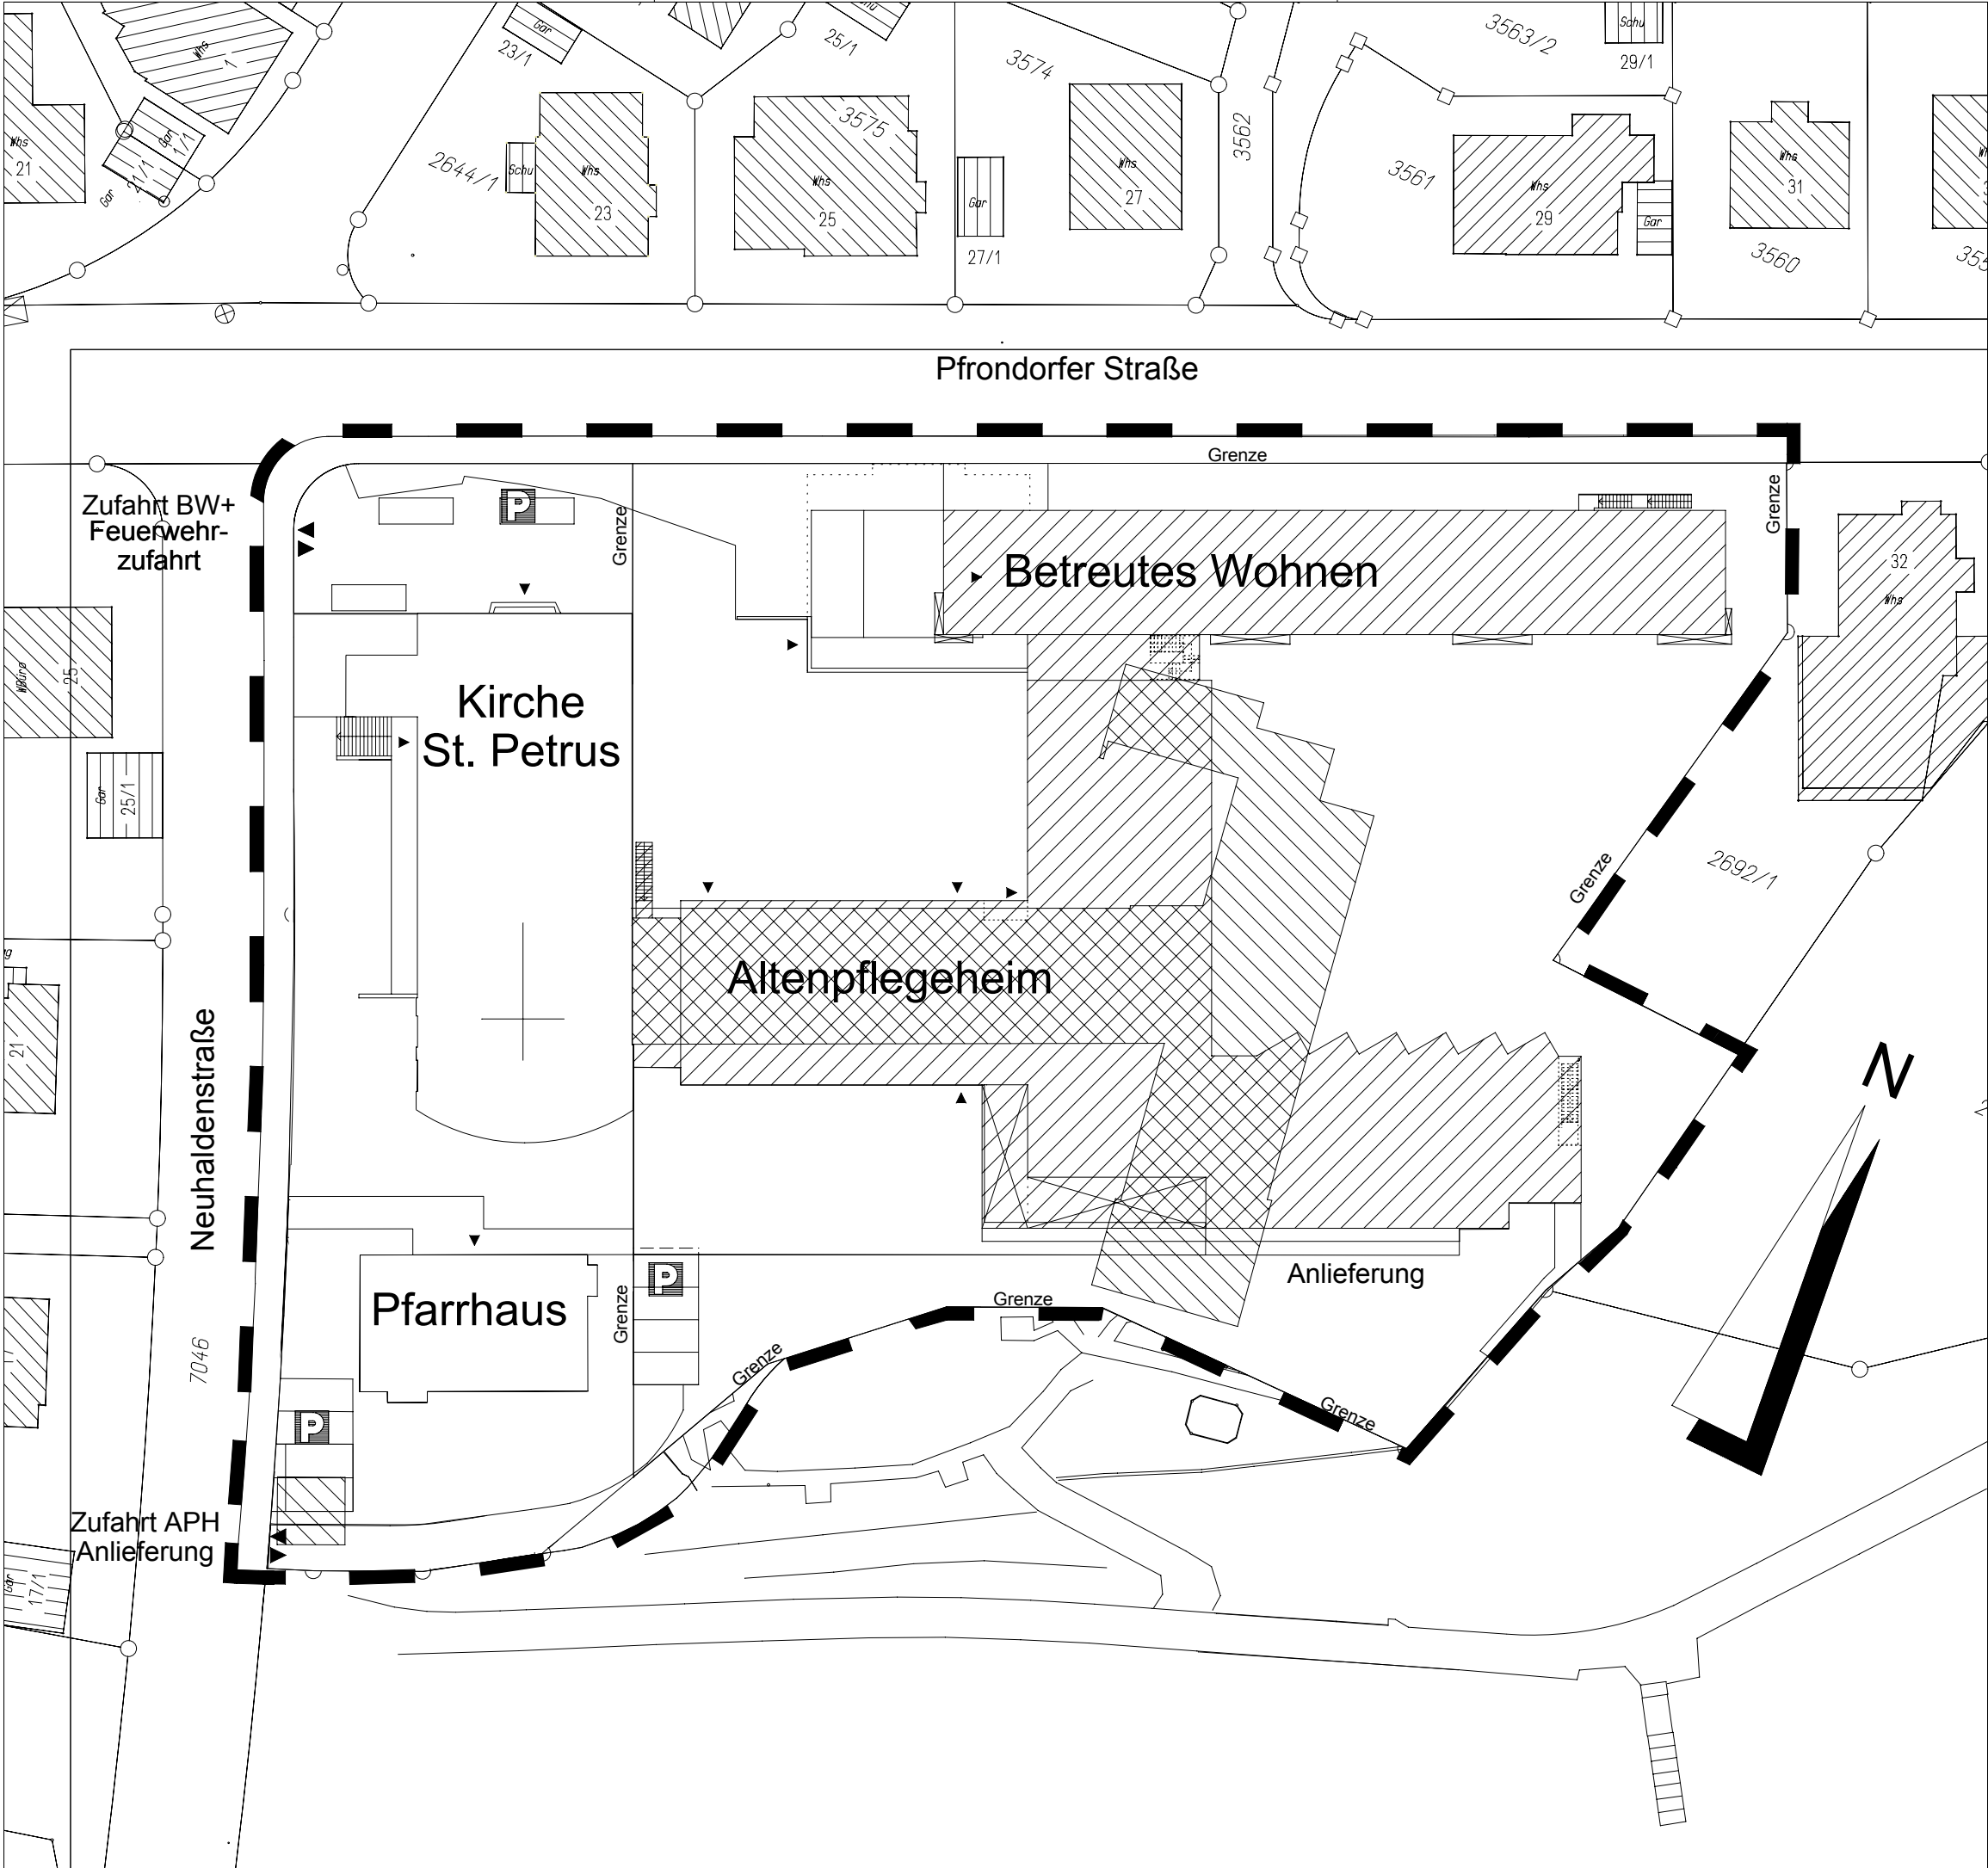 Whs
1
Gar
23/1
25/1
3574
3563/2
Schu
29/1
Whs
21
Gar
1/1
21/1
Gar
2644/1
Schu
Whs
23
3575
Whs
25
Gar
27/1
Whs
27
3562
3561
Whs
29
Gar
Whs
31
3560
Pfrondorfer Straße
Grenze
Grenze
Grenze
Zufahrt BW+
Feuerwehr-
zufahrt
P
Betreutes Wohnen
32
Whs
25
Kirche
St. Petrus
Gar
25/1
Grenze
2692/1
Altenpflegeheim
21
Neuhaldenstraße
N
Anlieferung
P
Pfarrhaus
Grenze
Grenze
Grenze
Grenze
7046
P
Zufahrt APH
Anlieferung
Gar
17/1